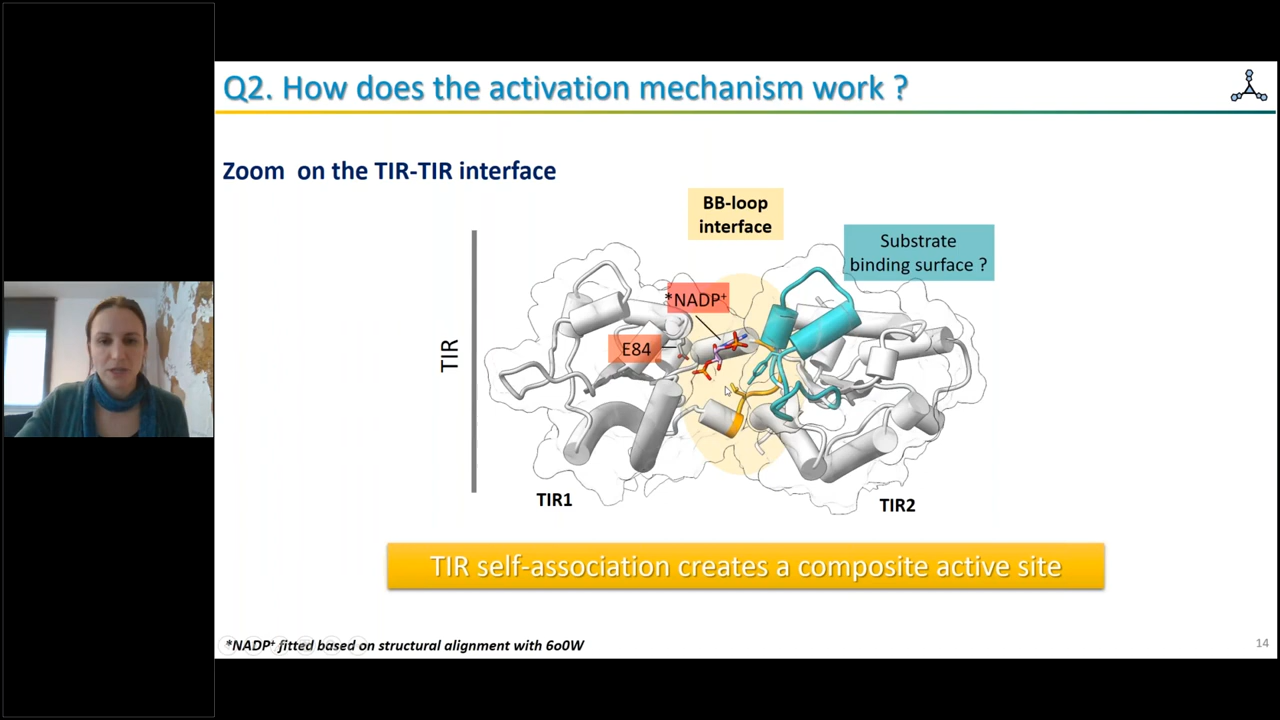 Q2. How does the activation mechanism work ?
Zoom  on the TIR-TIR interface
BB-loop
interface
Substrate
binding surface ?
*NADP⁺
E84
TIR
TIR1
TIR2
TIR self-association creates a composite active site
*NADP⁺ fitted based on structural alignment with 6o0W
14